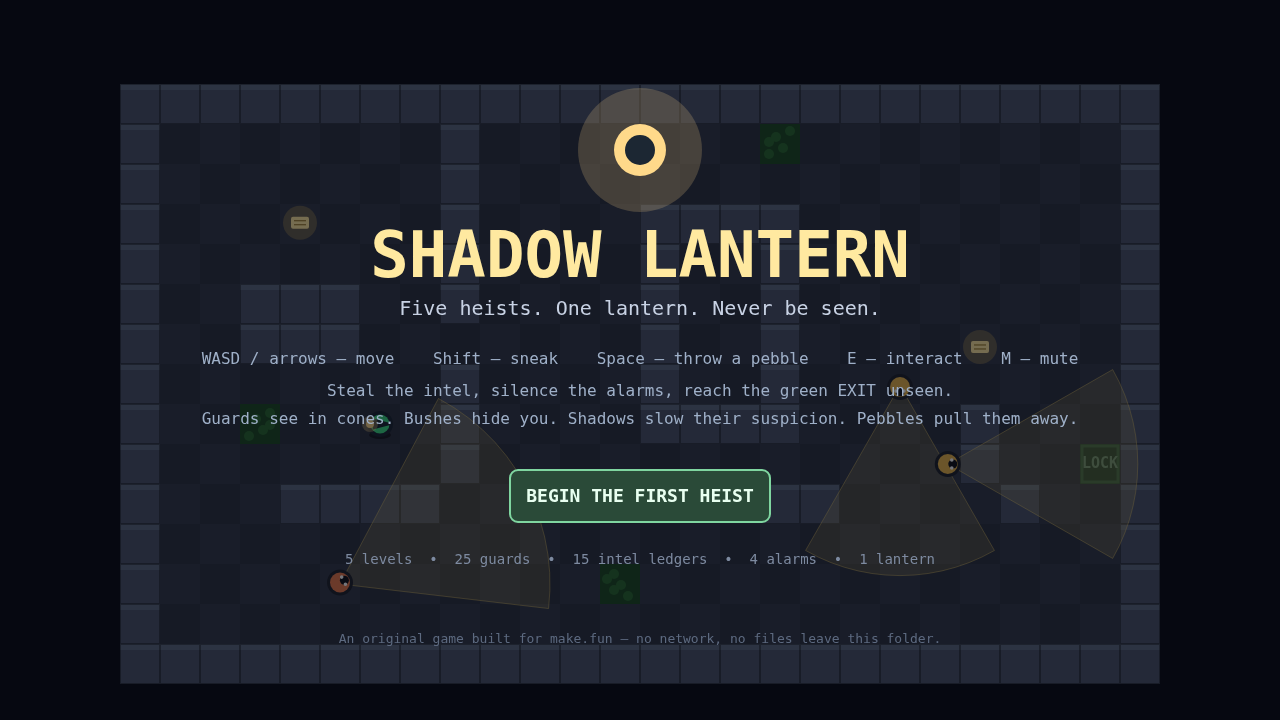 SHADOW LANTERN
Five heists. One lantern. Never be seen.
WASD / arrows — move    Shift — sneak    Space — throw a pebble    E — interact    M — mute
Steal the intel, silence the alarms, reach the green EXIT unseen.
Guards see in cones. Bushes hide you. Shadows slow their suspicion. Pebbles pull them away.
LOCK
BEGIN THE FIRST HEIST
5 levels • 25 guards • 15 intel ledgers • 4 alarms • 1 lantern
An original game built for make.fun — no network, no files leave this folder.